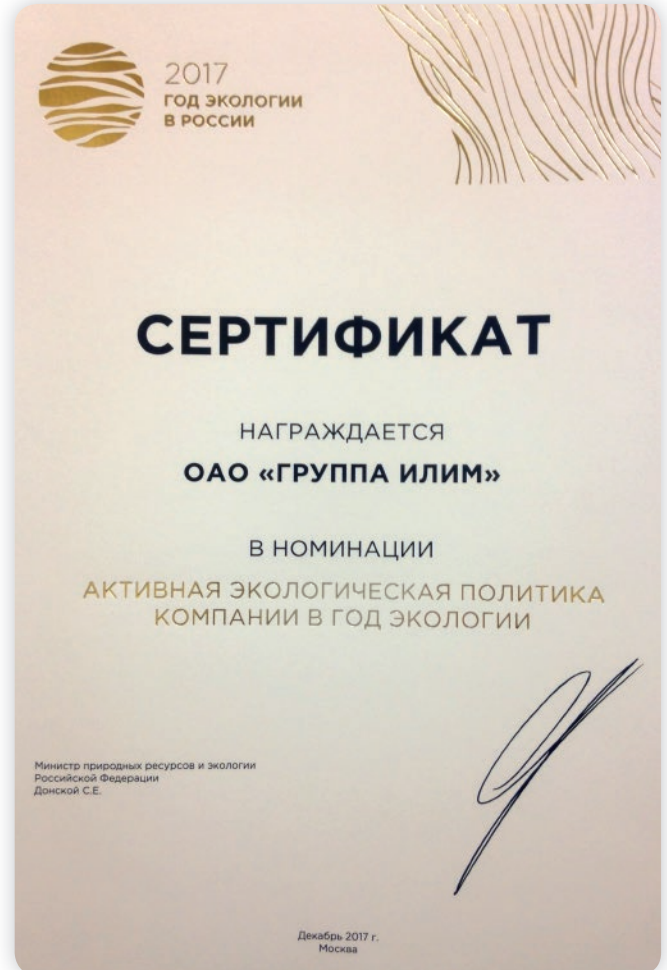 2017
ГОД ЭКОЛОГИИ
В РОССИИ
СЕРТИФИКАТ
НАГРАЖДАЕТСЯ
ОАО «ГРУППА ИЛИМ»
В НОМИНАЦИИ
АКТИВНАЯ ЭКОЛОГИЧЕСКАЯ ПОЛИТИКА
КОМПАНИИ В ГОД ЭКОЛОГИИ
Министр природных ресурсов и экологии
Российской Федерации
Донской С.Е.
Декабрь 2017 г.
Москва